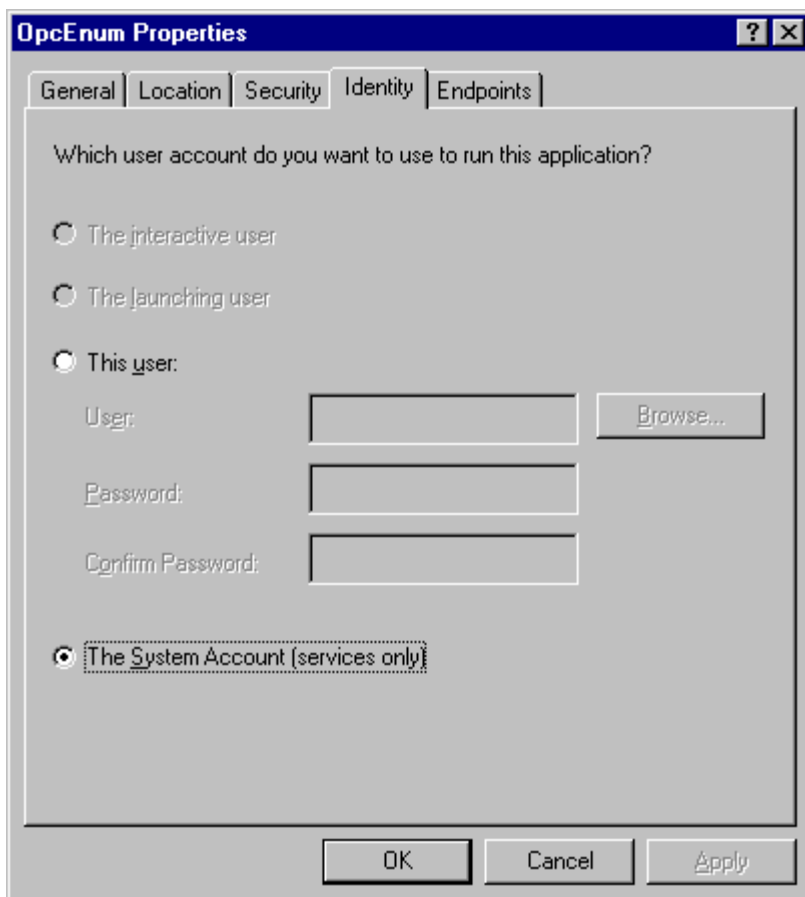 OpcEnum Properties
General Location Security Identity Endpoints
Which user account do you want to use to run this application?
The interactive user
The launching user
This user:
User:
Browse...
Password:
Confirm Password:
The System Account (services only)
OK Cancel Apply